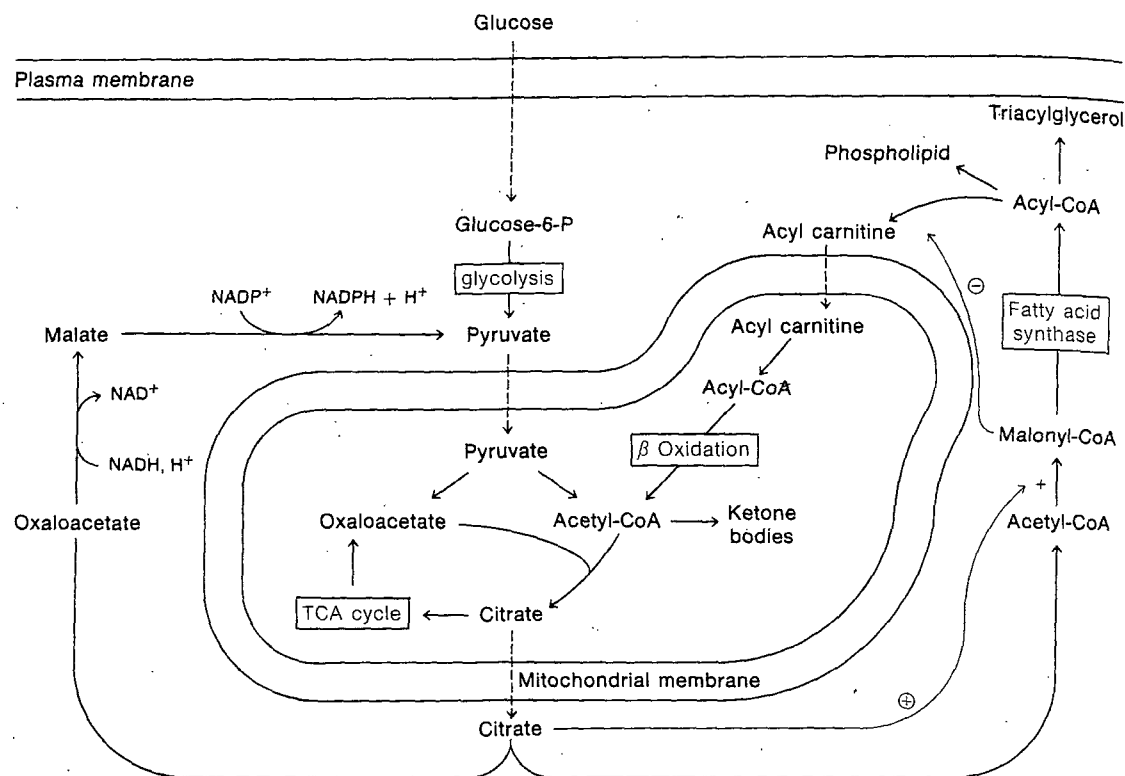 Glucose
Plasma membrane
Triacylglycerol
Phospholipid
Acyl-CoA
Glucose-6-P
Acyl carnitine
glycolysis
NADP+
NADPH + H+
Malate
Pyruvate
Acyl carnitine
Fatty acid
synthase
⊖
NAD+
Acyl-CoA
NADH, H+
Pyruvate
β Oxidation
Malonyl-CoA
+
Oxaloacetate
Oxaloacetate
Acetyl-CoA
Ketone
bodies
Acetyl-CoA
TCA cycle
Citrate
Mitochondrial membrane
⊕
Citrate